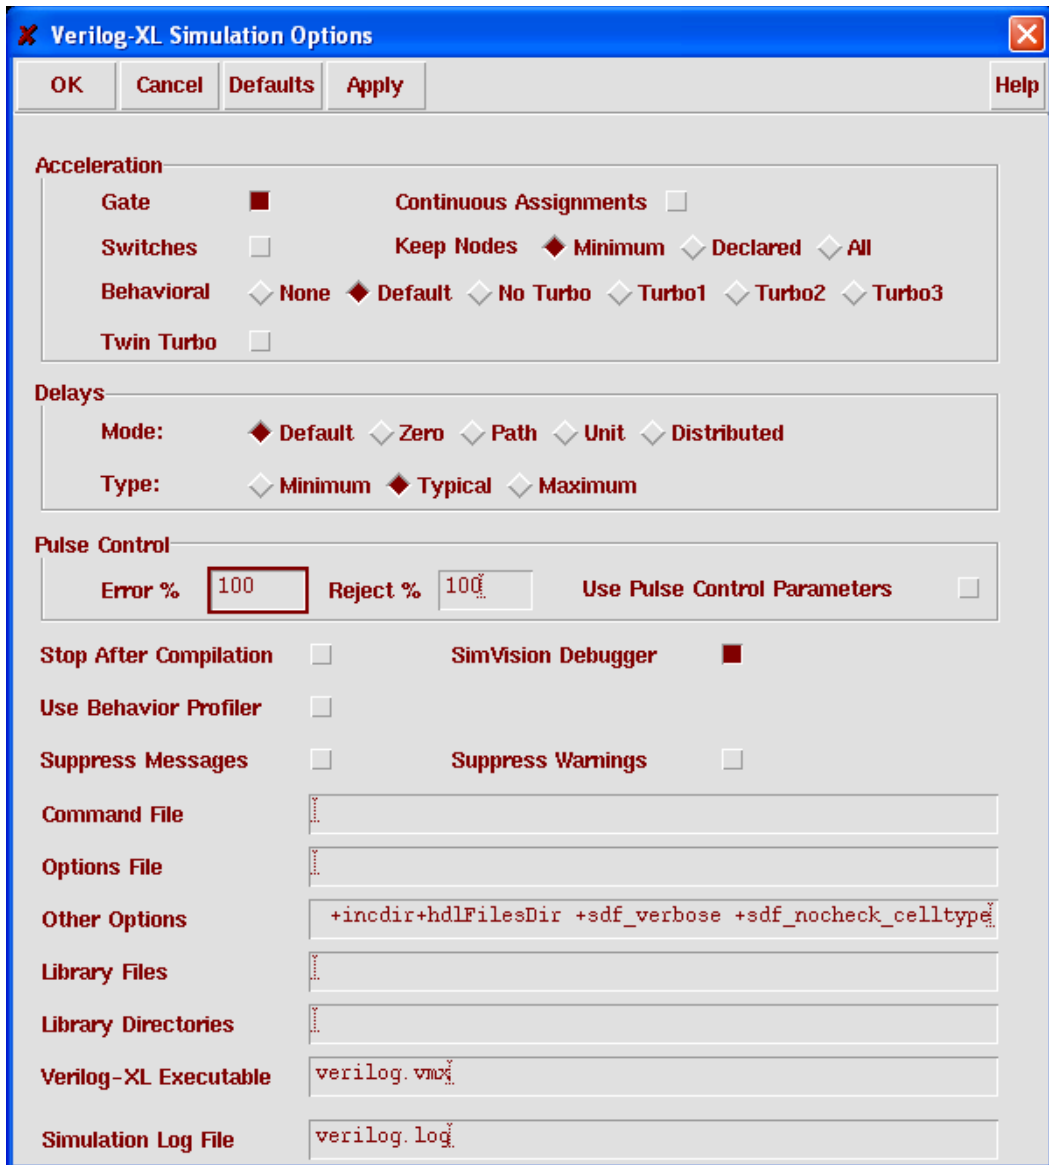 Verilog-XL Simulation Options
OK Cancel Defaults Apply Help
Acceleration
Gate Continuous Assignments
Switches Keep Nodes Minimum Declared All
Behavioral None Default No Turbo Turbo1 Turbo2 Turbo3
Twin Turbo
Delays
Mode: Default Zero Path Unit Distributed
Type: Minimum Typical Maximum
Pulse Control
Error % 100 Reject % 100 Use Pulse Control Parameters
Stop After Compilation SimVision Debugger
Use Behavior Profiler
Suppress Messages Suppress Warnings
Command File
Options File
Other Options +incdir+hdlFilesDir +sdf_verbose +sdf_nocheck_celltype
Library Files
Library Directories
Verilog-XL Executable verilog.vmx
Simulation Log File verilog.log